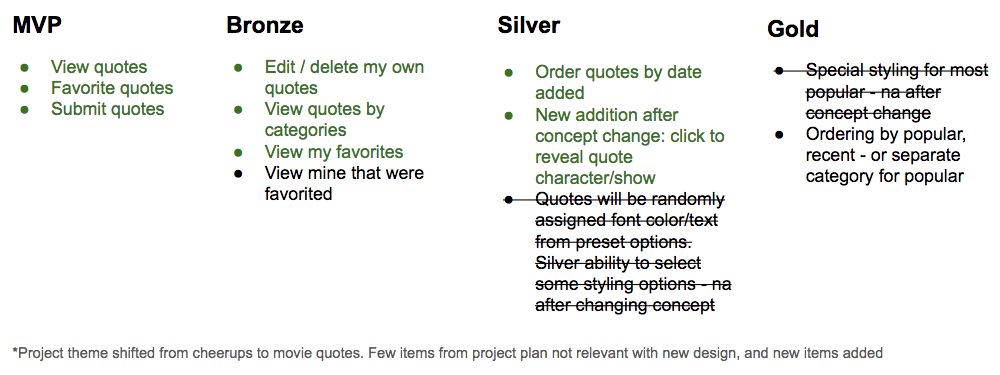 MVP
● View quotes
● Favorite quotes
● Submit quotes
Bronze
● Edit / delete my own
quotes
● View quotes by
categories
● View my favorites
● View mine that were
favorited
Silver
● Order quotes by date
added
● New addition after
concept change: click to
reveal quote
character/show
● Quotes will be randomly
assigned font color/text
from preset options.
Silver ability to select
some styling options - na
after changing concept
Gold
● Special styling for most
popular - na after
concept change
● Ordering by popular,
recent - or separate
category for popular
*Project theme shifted from cheerups to movie quotes. Few items from project plan not relevant with new design, and new items added